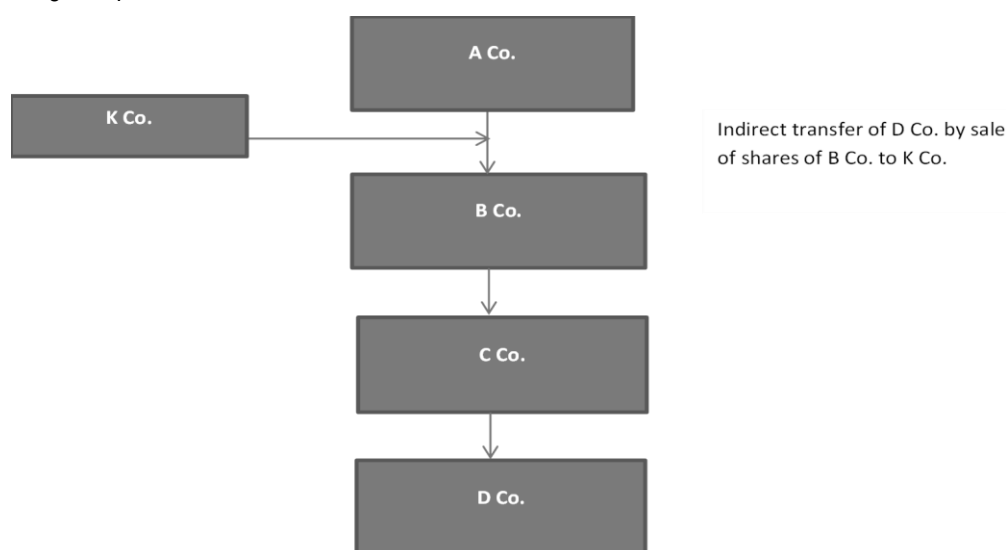 A Co.
K Co.
Indirect transfer of D Co. by sale
of shares of B Co. to K Co.
B Co.
C Co.
D Co.